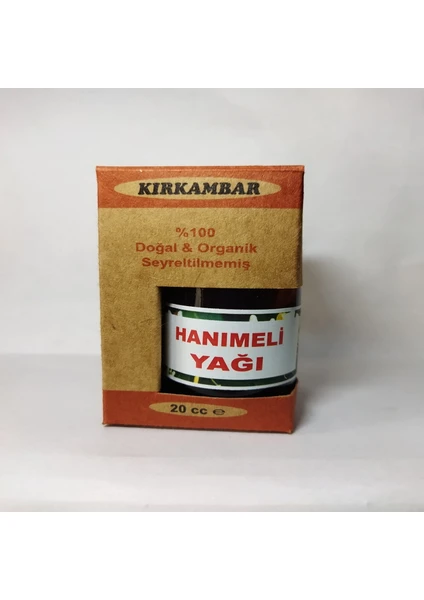 KIRKAMBAR
%100
Doğal & Organik
Seyreltilmemiş
HANIMELİ
YAĞI
20 cc ℮